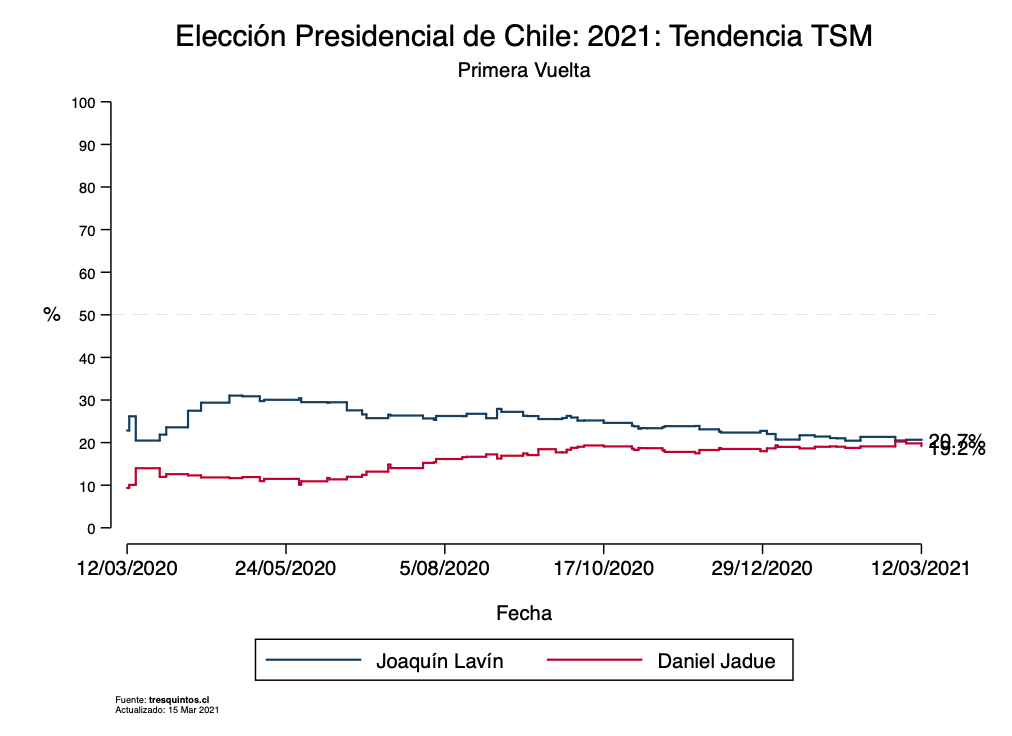 Elección Presidencial de Chile: 2021: Tendencia TSM
Primera Vuelta
100
90
80
70
60
% 50
40
30
20
10
0
20.7%
19.2%
12/03/2020 24/05/2020 5/08/2020 17/10/2020 29/12/2020 12/03/2021
Fecha
Joaquín Lavín Daniel Jadue
Fuente: tresquintos.cl
Actualizado: 15 Mar 2021